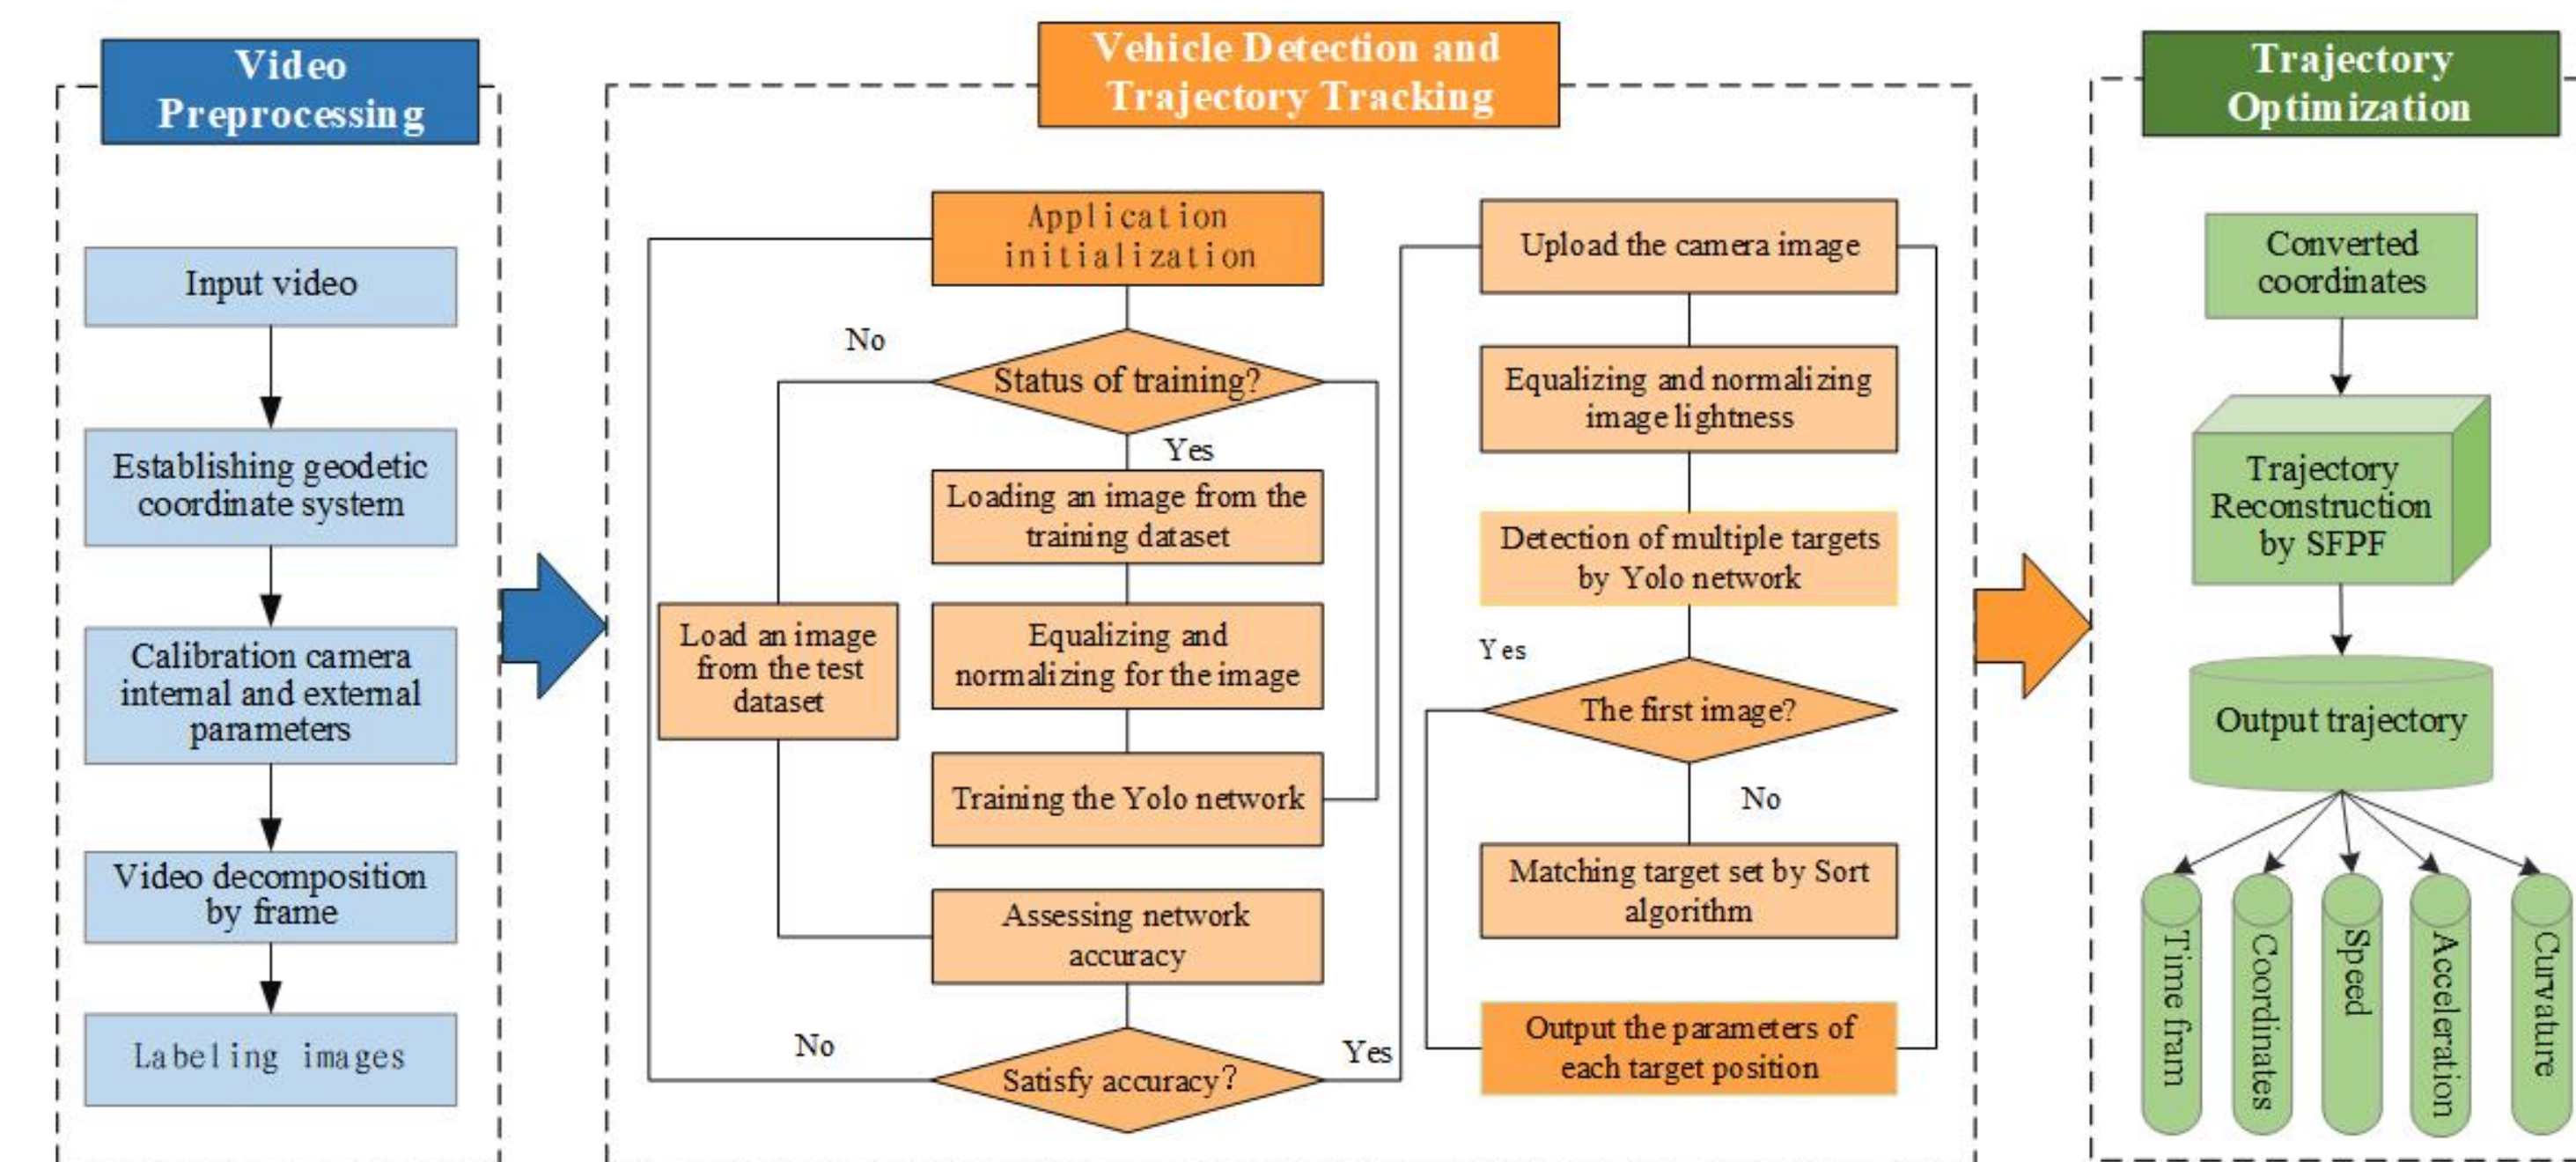 Video
Preprocessing
Input video
Establishing geodetic
coordinate system
Calibration camera
internal and external
parameters
Video decomposition
by frame
Labeling images
Vehicle Detection and
Trajectory Tracking
Application
initialization
No
Status of training?
Yes
Loading an image from the
training dataset
Load an image
from the test
dataset
Equalizing and
normalizing for the image
Training the Yolo network
Assessing network
accuracy
No
Satisfy accuracy?
Yes
Upload the camera image
Equalizing and normalizing
image lightness
Detection of multiple targets
by Yolo network
Yes
The first image?
No
Matching target set by Sort
algorithm
Output the parameters of
each target position
Trajectory
Optimization
Converted
coordinates
Trajectory
Reconstruction
by SFPF
Output trajectory
Time fram
Coordinates
Speed
Acceleration
Curvature